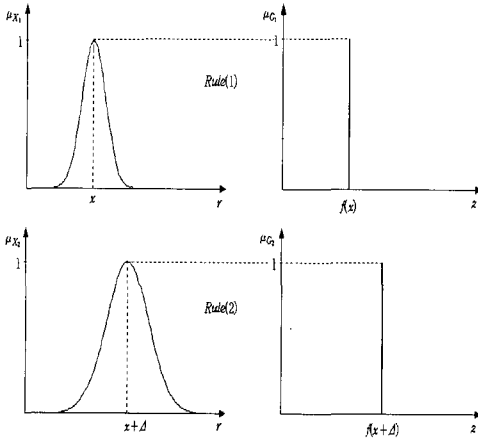 μX₁
μC₁
1
Rule(1)
1
x
r
f(x)
z
μX₂
μC₂
1
Rule(2)
1
x+Δ
r
f(x+Δ)
z